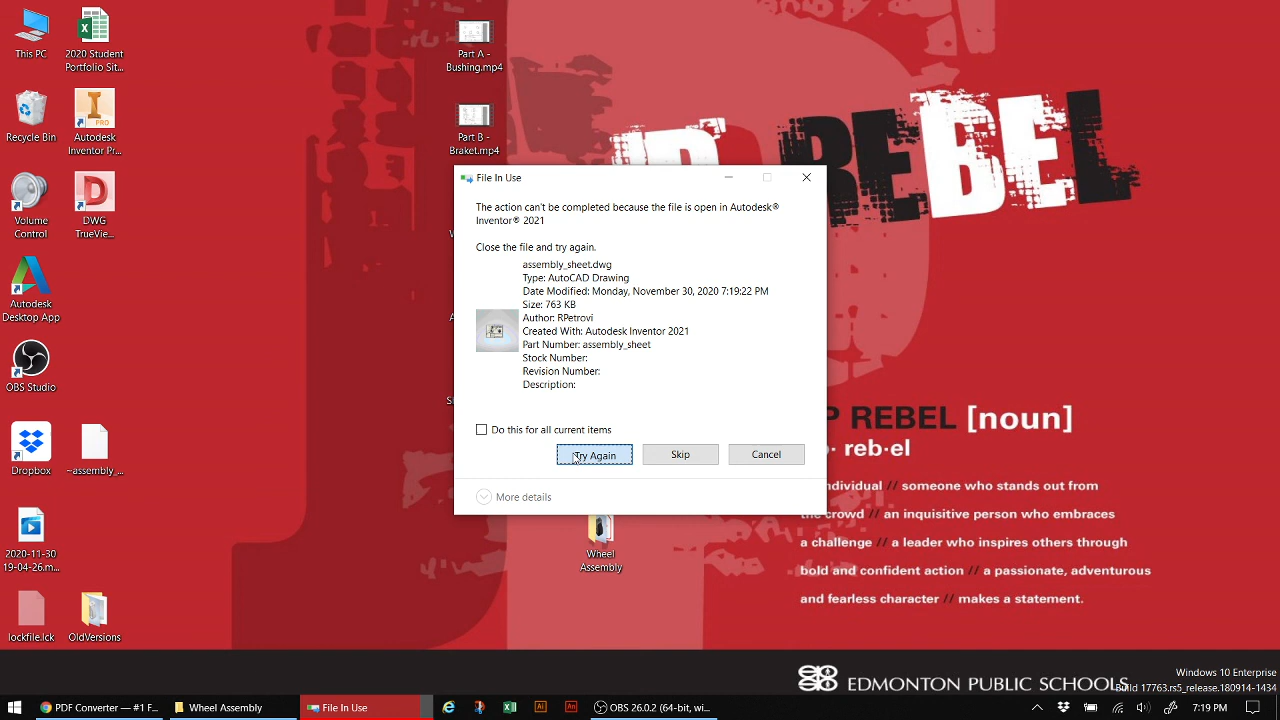 This PC
2020 Student
Portfolio Sit...
Recycle Bin
PRO
Autodesk
Inventor Pr...
Volume
Control
DWG
TrueVie...
Autodesk
Desktop App
OBS Studio
Dropbox
~assembly_...
2020-11-30
19-04-26.m...
lockfile.lck
OldVersions
Part A -
Bushing.mp4
Part B -
Braket.mp4
File In Use
The action can't be completed because the file is open in Autodesk®
Inventor® 2021
Close the file and try again.
assembly_sheet.dwg
Type: AutoCAD Drawing
Date Modified: Monday, November 30, 2020 7:19:22 PM
Size: 763 KB
Author: RPetrovi
Created With: Autodesk Inventor 2021
Part Number: assembly_sheet
Stock Number:
Revision Number:
Description:
Do this for all current items
Try Again
Skip
Cancel
More details
Wheel
Assembly
REBEL
P REBEL [noun]
· reb·el
individual // someone who stands out from
the crowd // an inquisitive person who embraces
a challenge // a leader who inspires others through
bold and confident action // a passionate, adventurous
and fearless character // makes a statement.
EDMONTON PUBLIC SCHOOLS
Windows 10 Enterprise
Build 17763.rs5_release.180914-1434
PDF Converter — #1 F...
Wheel Assembly
File In Use
OBS 26.0.2 (64-bit, wi...
7:19 PM